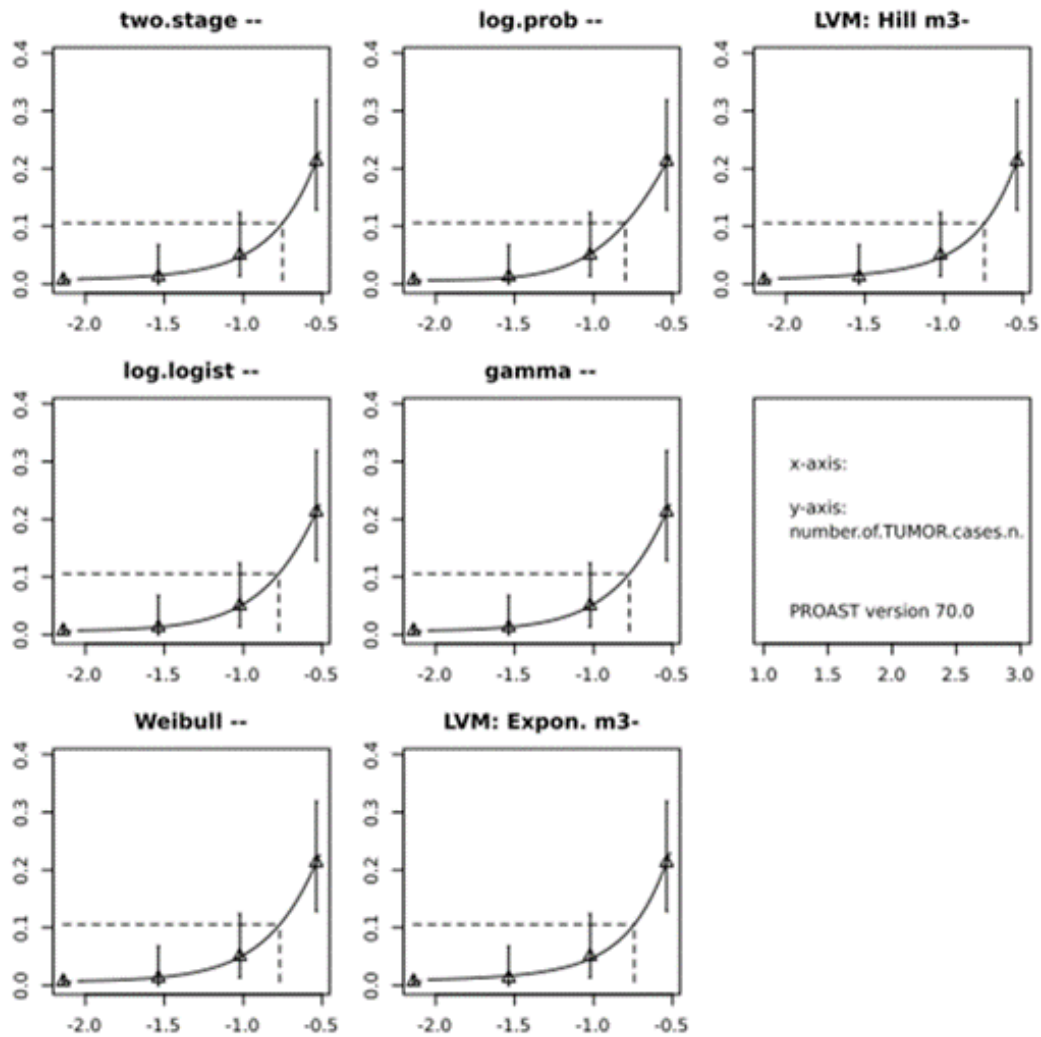 two.stage --
0.4
0.3
0.2
0.1
0.0
-2.0 -1.5 -1.0 -0.5
log.prob --
0.4
0.3
0.2
0.1
0.0
-2.0 -1.5 -1.0 -0.5
LVM: Hill m3-
0.4
0.3
0.2
0.1
0.0
-2.0 -1.5 -1.0 -0.5
log.logist --
0.4
0.3
0.2
0.1
0.0
-2.0 -1.5 -1.0 -0.5
gamma --
0.4
0.3
0.2
0.1
0.0
-2.0 -1.5 -1.0 -0.5
x-axis:
y-axis:
number.of.TUMOR.cases.n.
PROAST version 70.0
1.0 1.5 2.0 2.5 3.0
Weibull --
0.4
0.3
0.2
0.1
0.0
-2.0 -1.5 -1.0 -0.5
LVM: Expon. m3-
0.4
0.3
0.2
0.1
0.0
-2.0 -1.5 -1.0 -0.5